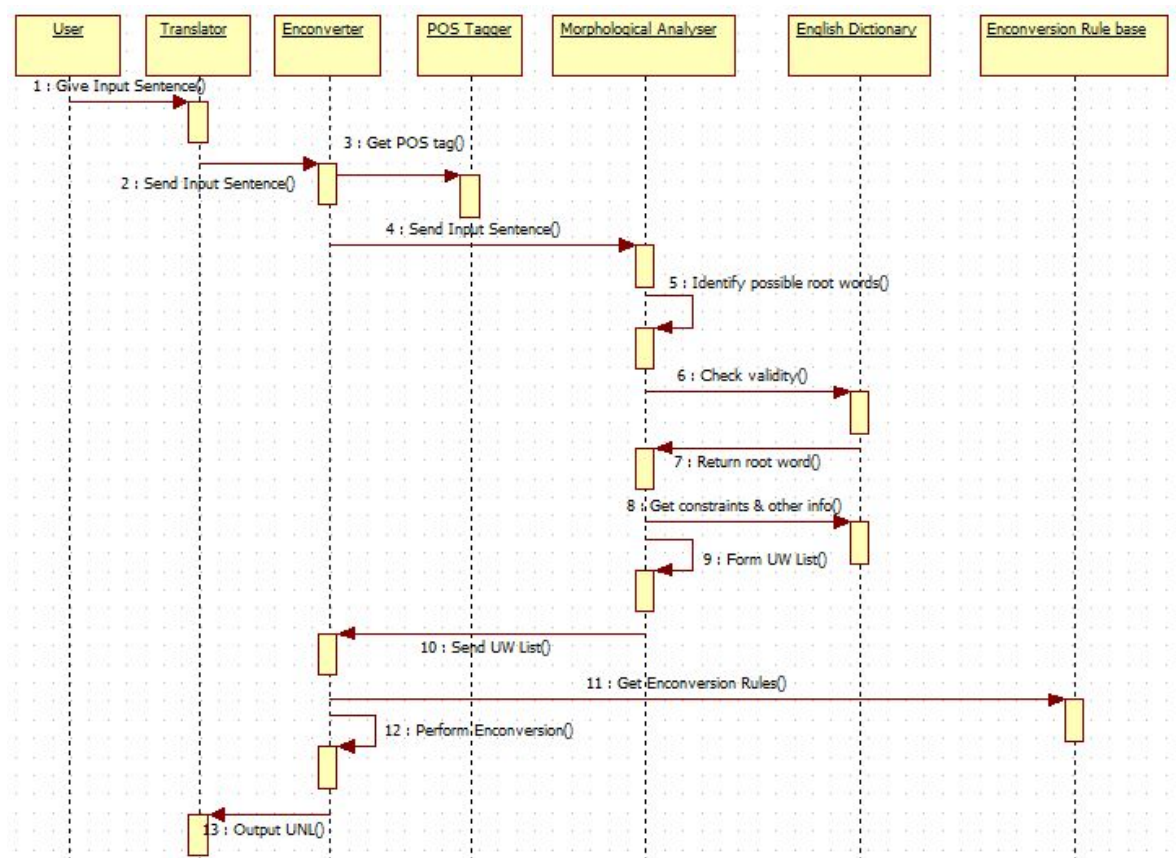 User
Translator
Enconverter
POS Tagger
Morphological Analyser
English Dictionary
Enconversion Rule base
1 : Give Input Sentence()
3 : Get POS tag()
2 : Send Input Sentence()
4 : Send Input Sentence()
5 : Identify possible root words()
6 : Check validity()
7 : Return root word()
8 : Get constraints & other info()
9 : Form UW List()
10 : Send UW List()
11 : Get Enconversion Rules()
12 : Perform Enconversion()
13 : Output UNL()